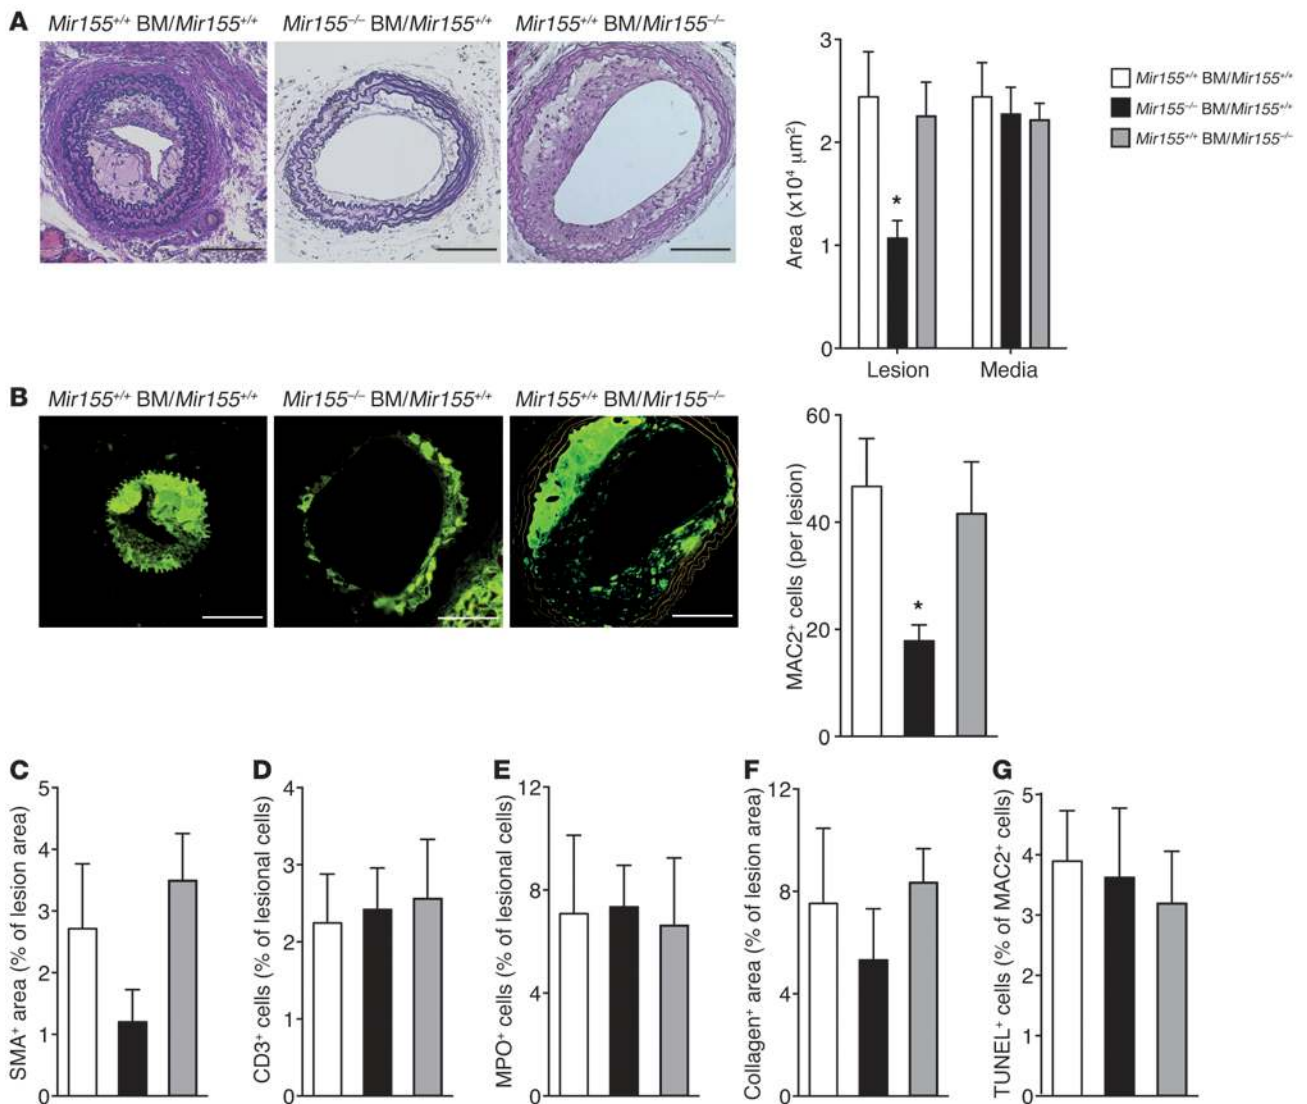 A
Mir155+/+ BM/Mir155+/+
Mir155–/– BM/Mir155+/+
Mir155+/+ BM/Mir155–/–
Area (x10⁴ µm²)
3
2
1
0
*
Lesion
Media
Mir155+/+ BM/Mir155+/+
Mir155–/– BM/Mir155+/+
Mir155+/+ BM/Mir155–/–
B
Mir155+/+ BM/Mir155+/+
Mir155–/– BM/Mir155+/+
Mir155+/+ BM/Mir155–/–
MAC2⁺ cells (per lesion)
60
40
20
0
*
C
SMA⁺ area (% of lesion area)
5
4
3
2
1
0
D
CD3⁺ cells (% of lesional cells)
4
3
2
1
0
E
MPO⁺ cells (% of lesional cells)
12
8
4
0
F
Collagen⁺ area (% of lesion area)
12
8
4
0
G
TUNEL⁺ cells (% of MAC2⁺ cells)
5
4
3
2
1
0